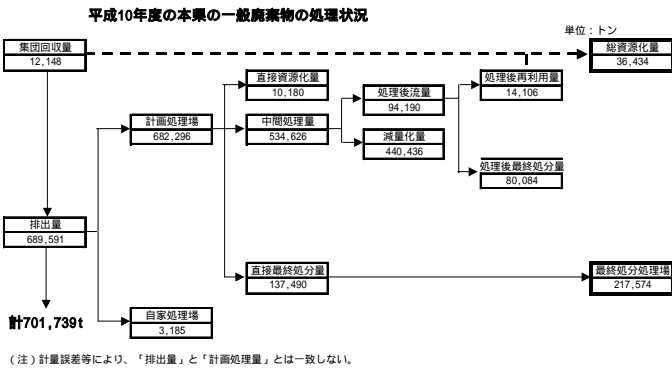 平成10年度の本県の一般廃棄物の処理状況
単位：トン
集団回収量
12,148
総資源化量
36,434
直接資源化量
10,180
処理後再利用量
14,106
処理後流量
94,190
計画処理場
682,296
中間処理量
534,626
減量化量
440,436
処理後最終処分量
80,084
排出量
689,591
直接最終処分量
137,490
最終処分処理場
217,574
計701,739t
自家処理場
3,185
（注）計量誤差等により、「排出量」と「計画処理量」とは一致しない。